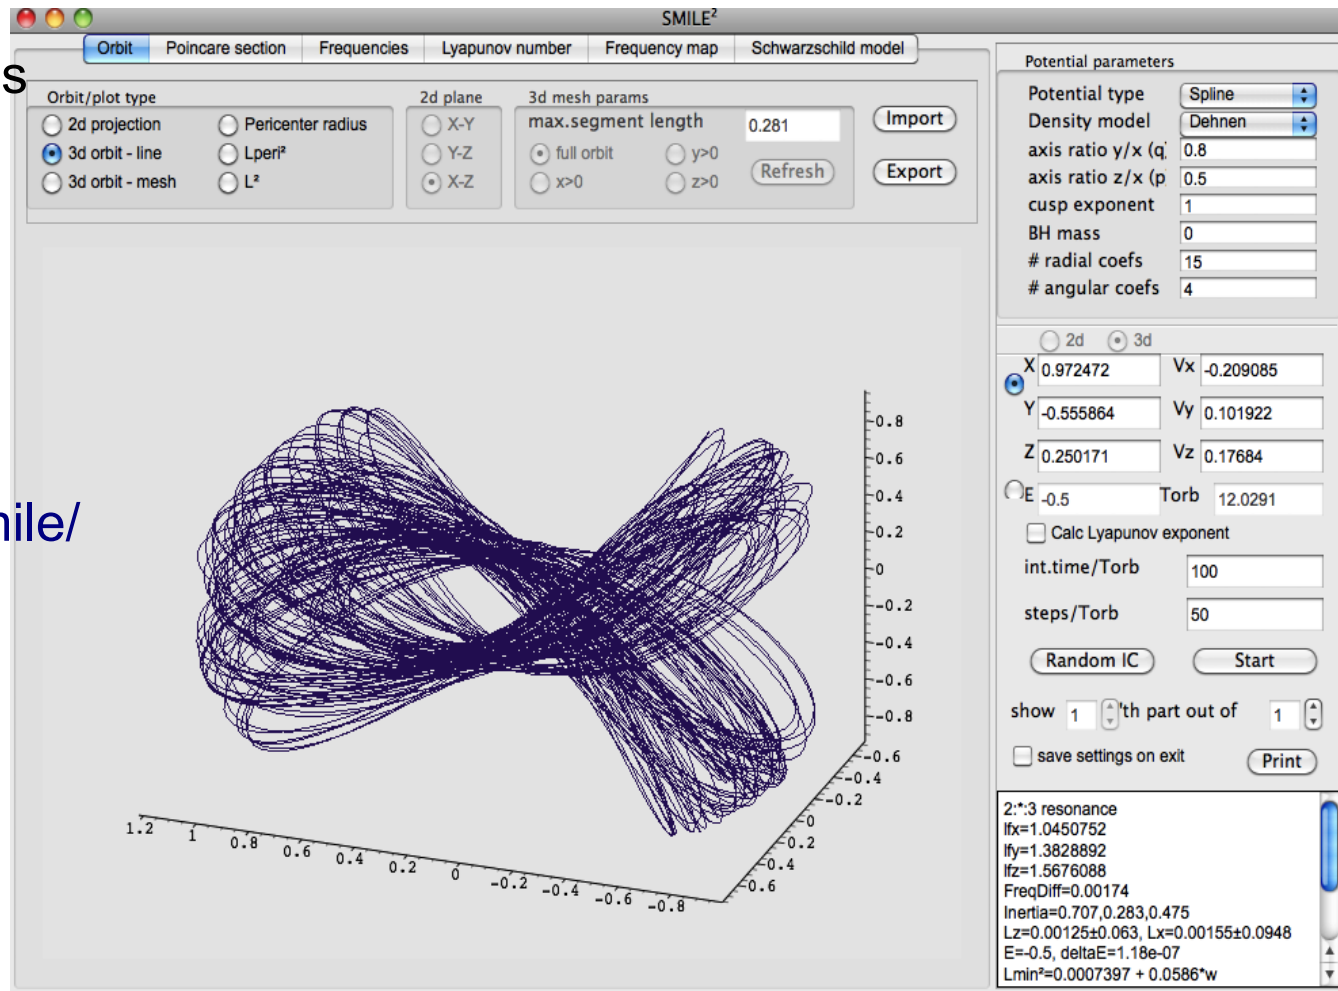 SMILE²
s
nile/
Orbit Poincare section Frequencies Lyapunov number Frequency map Schwarzschild model
Orbit/plot type
2d projection
3d orbit - line
3d orbit - mesh
Pericenter radius
Lperi²
L²
2d plane
X-Y
Y-Z
X-Z
3d mesh params
max.segment length 0.281
full orbit y>0
x>0 z>0
Refresh
Import
Export
0.8
0.6
0.4
0.2
0
-0.2
-0.4
-0.6
-0.8
-0.6
-0.4
-0.2
0
0.2
0.4
0.6
1.2 1 0.8 0.6 0.4 0.2 0 -0.2 -0.4 -0.6 -0.8
Potential parameters
Potential type Spline
Density model Dehnen
axis ratio y/x (q 0.8
axis ratio z/x (p 0.5
cusp exponent 1
BH mass 0
# radial coefs 15
# angular coefs 4
2d 3d
X 0.972472 Vx -0.209085
Y -0.555864 Vy 0.101922
Z 0.250171 Vz 0.17684
E -0.5 Torb 12.0291
Calc Lyapunov exponent
int.time/Torb 100
steps/Torb 50
Random IC Start
show 1 'th part out of 1
save settings on exit Print
2:*:3 resonance
lfx=1.0450752
lfy=1.3828892
lfz=1.5676088
FreqDiff=0.00174
Inertia=0.707,0.283,0.475
Lz=0.00125±0.063, Lx=0.00155±0.0948
E=-0.5, deltaE=1.18e-07
Lmin²=0.0007397 + 0.0586*w